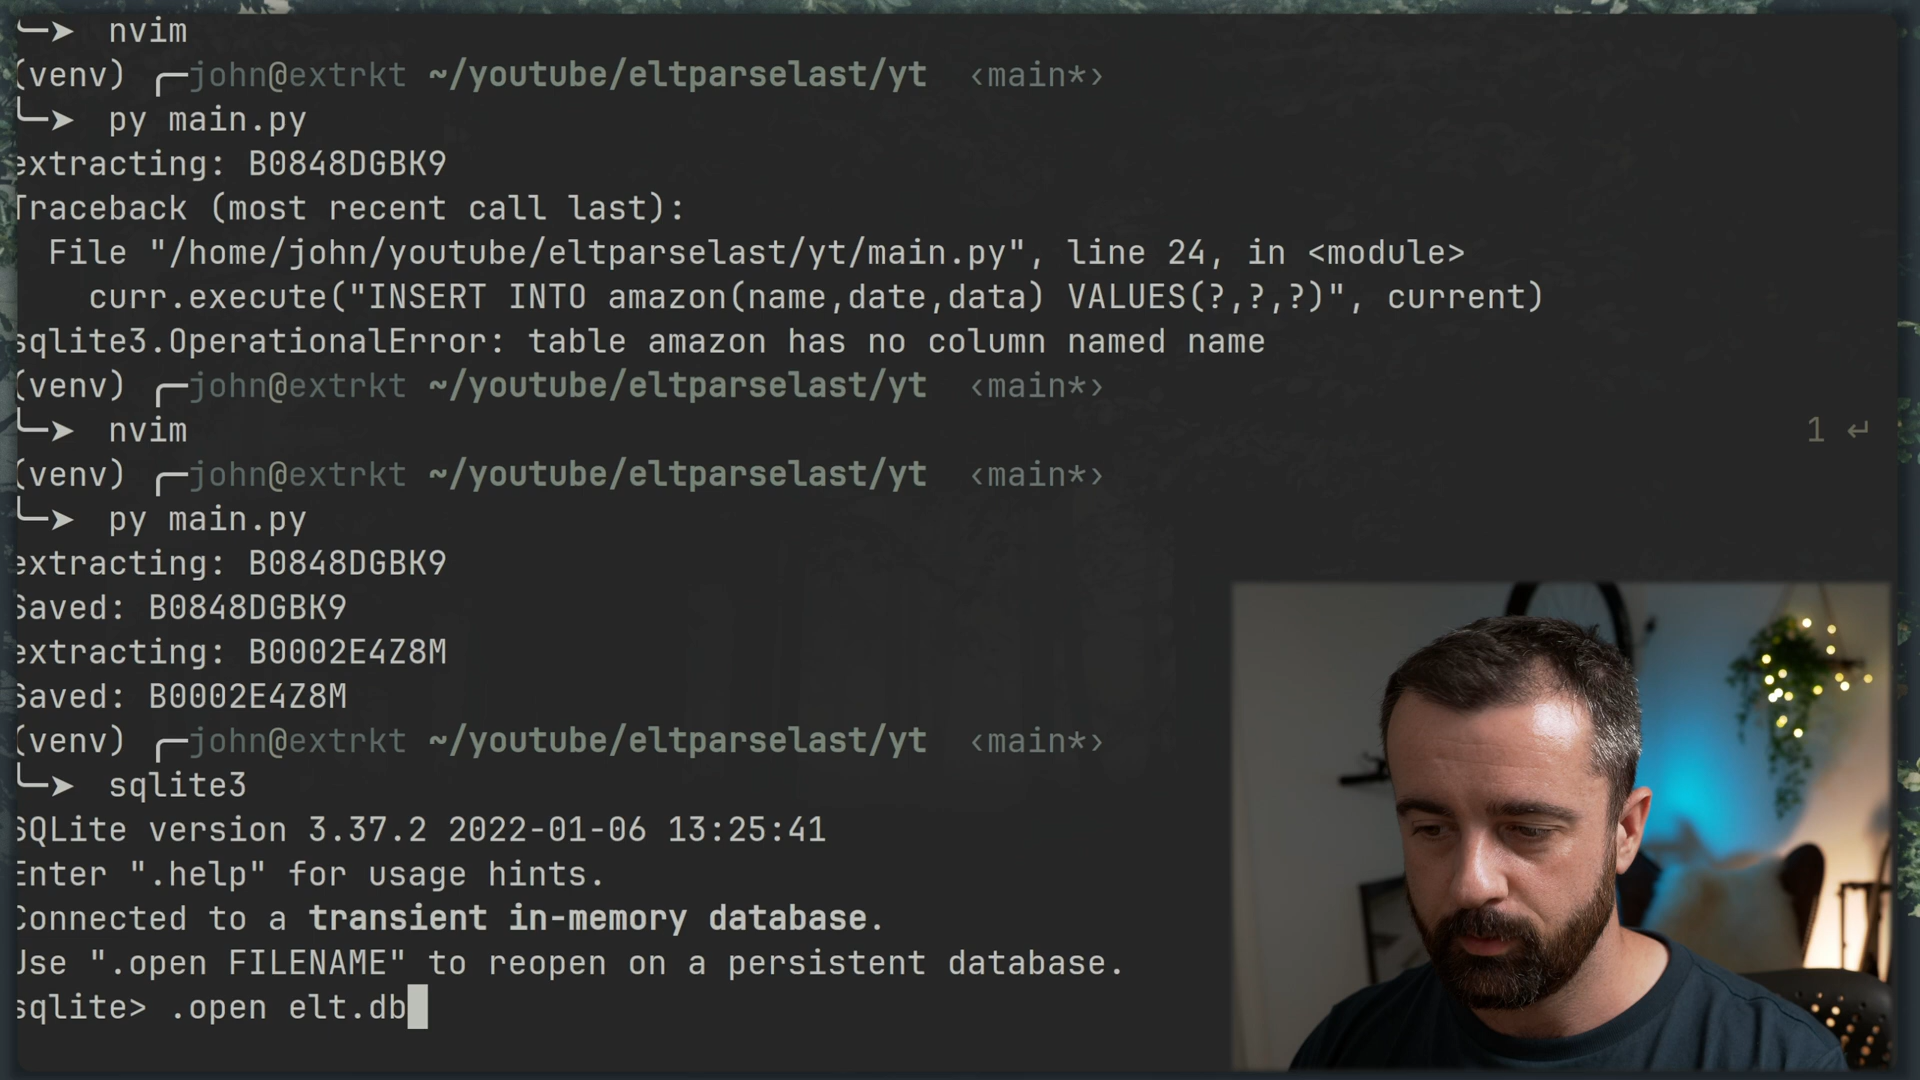 nvim
(venv) john@extrkt ~/youtube/eltparselast/yt ‹main*›
py main.py
extracting: B0848DGBK9
Traceback (most recent call last):
File "/home/john/youtube/eltparselast/yt/main.py", line 24, in <module>
curr.execute("INSERT INTO amazon(name,date,data) VALUES(?,?,?)", current)
sqlite3.OperationalError: table amazon has no column named name
(venv) john@extrkt ~/youtube/eltparselast/yt ‹main*›
nvim 1 ↵
(venv) john@extrkt ~/youtube/eltparselast/yt ‹main*›
py main.py
extracting: B0848DGBK9
Saved: B0848DGBK9
extracting: B0002E4Z8M
Saved: B0002E4Z8M
(venv) john@extrkt ~/youtube/eltparselast/yt ‹main*›
sqlite3
SQLite version 3.37.2 2022-01-06 13:25:41
Enter ".help" for usage hints.
Connected to a transient in-memory database.
Use ".open FILENAME" to reopen on a persistent database.
sqlite> .open elt.db